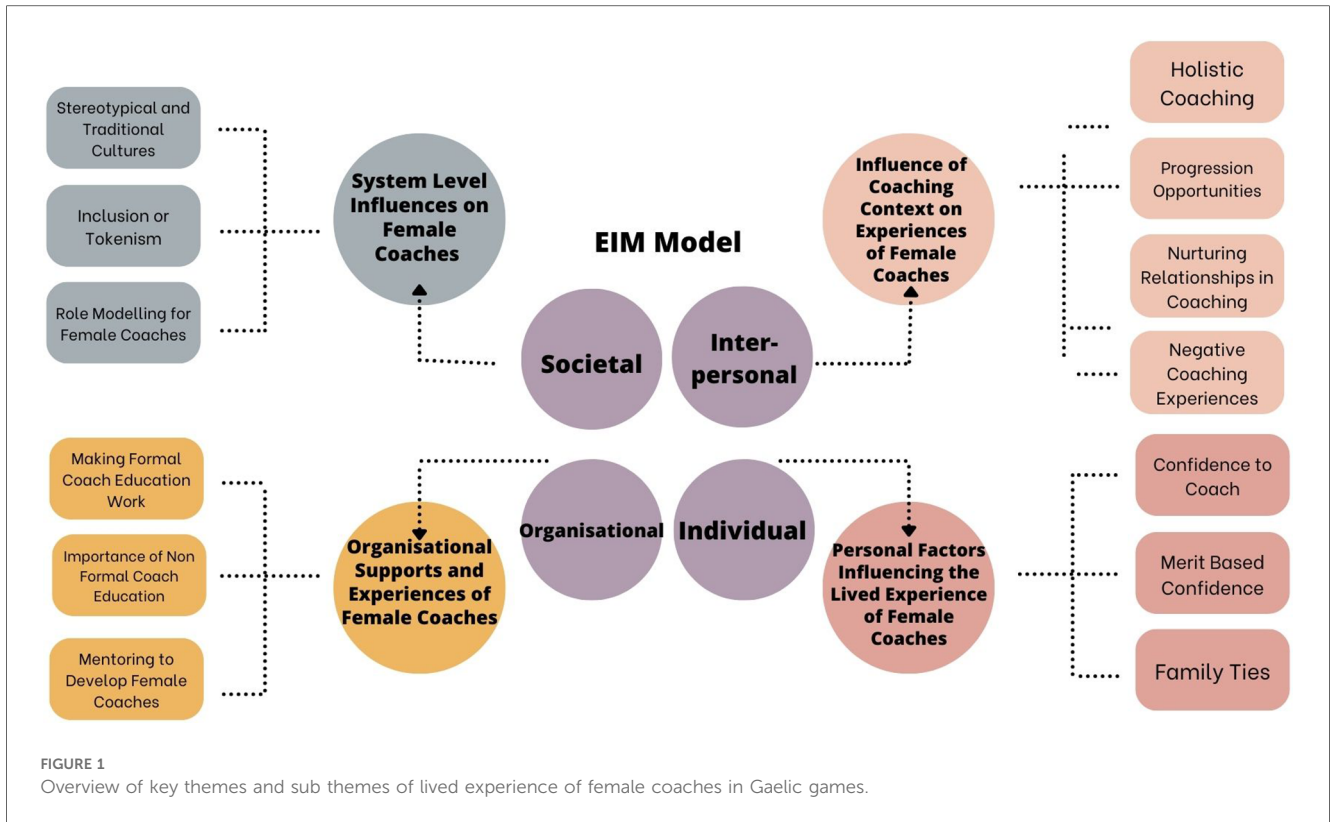 Stereotypical and
Traditional
Cultures
Inclusion or
Tokenism
Role Modelling for
Female Coaches
System Level
Influences on
Female
Coaches
EIM Model
Societal
Inter-
personal
Influence of
Coaching
Context on
Experiences
of Female
Coaches
Holistic
Coaching
Progression
Opportunities
Nurturing
Relationships in
Coaching
Negative
Coaching
Experiences
Making Formal
Coach Education
Work
Importance of Non
Formal Coach
Education
Mentoring to
Develop Female
Coaches
Organisational
Supports and
Experiences of
Female Coaches
Organisational
Individual
Personal Factors
Influencing the
Lived Experience
of Female
Coaches
Confidence to
Coach
Merit Based
Confidence
Family Ties
FIGURE 1
Overview of key themes and sub themes of lived experience of female coaches in Gaelic games.